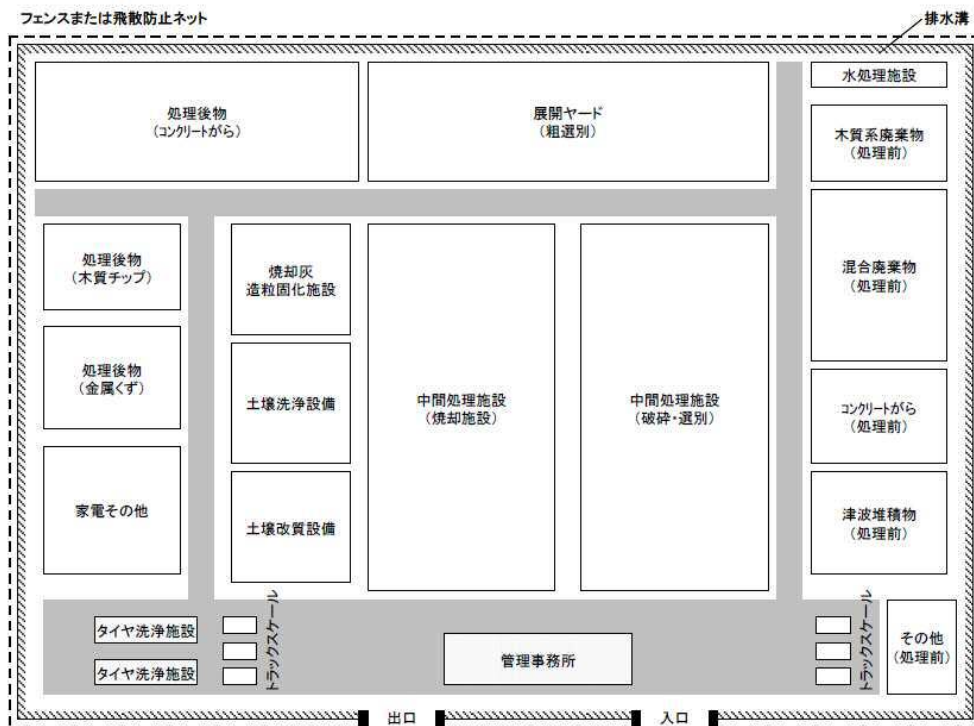 フェンスまたは飛散防止ネット
排水溝
処理後物
(コンクリートがら)
展開ヤード
(粗選別)
水処理施設
木質系廃棄物
(処理前)
処理後物
(木質チップ)
焼却灰
造粒固化施設
混合廃棄物
(処理前)
処理後物
(金属くず)
土壌洗浄設備
中間処理施設
(焼却施設)
中間処理施設
(破砕・選別)
コンクリートがら
(処理前)
家電その他
土壌改質設備
津波堆積物
(処理前)
タイヤ洗浄施設
タイヤ洗浄施設
トラックスケール
管理事務所
トラックスケール
その他
(処理前)
出口
入口